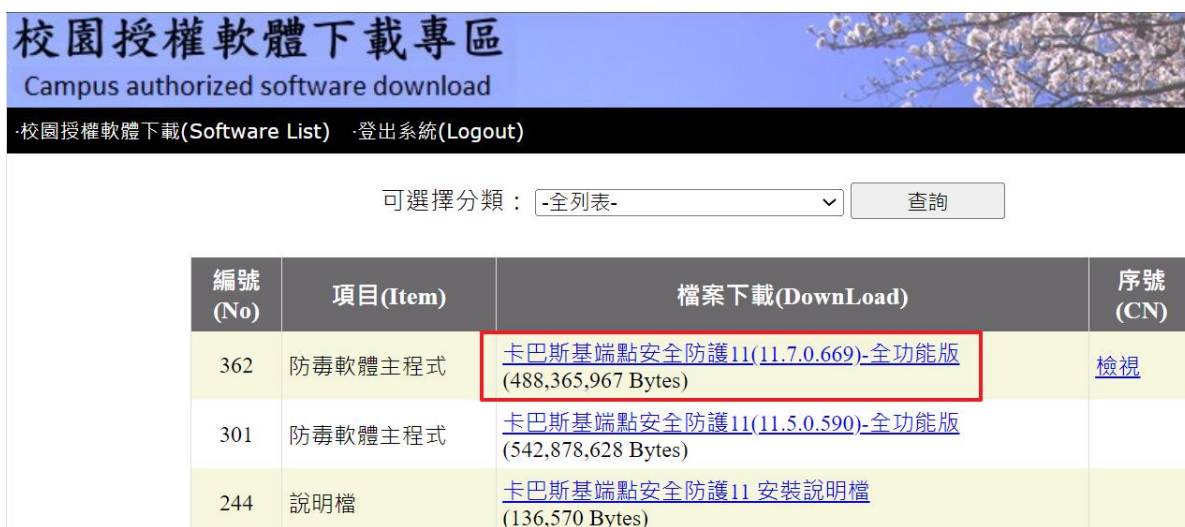 校園授權軟體下載專區
Campus authorized software download
·校園授權軟體下載(Software List) ·登出系統(Logout)
可選擇分類： -全列表- 查詢
編號 (No) 項目(Item) 檔案下載(DownLoad) 序號 (CN)
362 防毒軟體主程式 卡巴斯基端點安全防護11(11.7.0.669)-全功能版 檢視
(488,365,967 Bytes)
301 防毒軟體主程式 卡巴斯基端點安全防護11(11.5.0.590)-全功能版
(542,878,628 Bytes)
244 說明檔 卡巴斯基端點安全防護11 安裝說明檔
(136,570 Bytes)